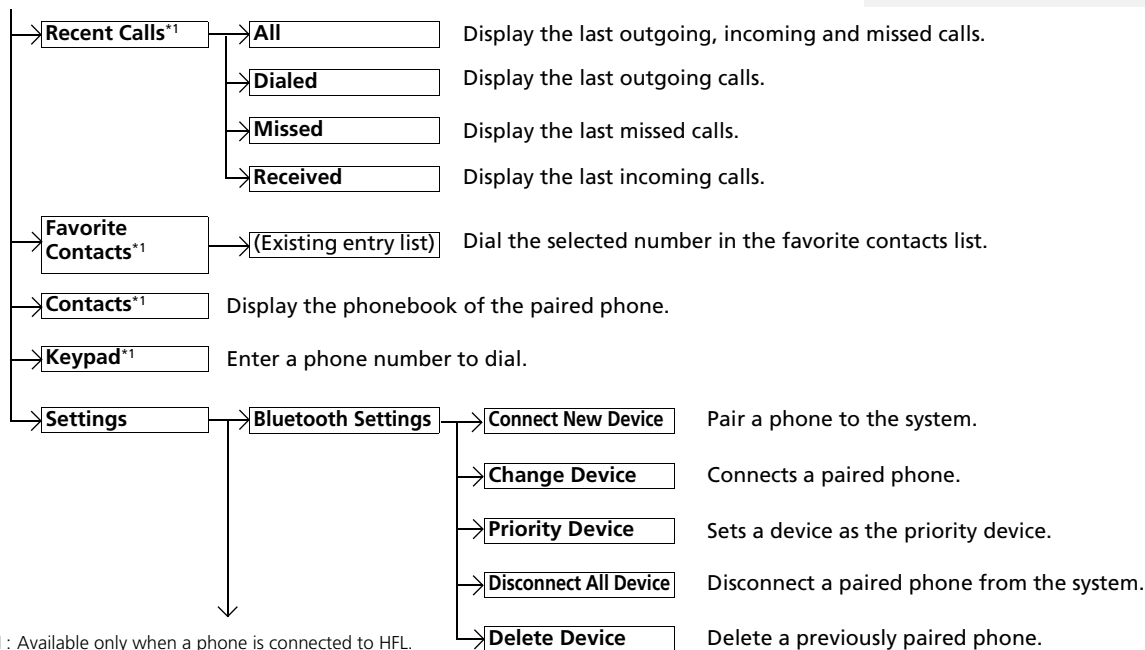 Recent Calls*1 All Display the last outgoing, incoming and missed calls.
Dialed Display the last outgoing calls.
Missed Display the last missed calls.
Received Display the last incoming calls.
Favorite
Contacts*1 (Existing entry list) Dial the selected number in the favorite contacts list.
Contacts*1 Display the phonebook of the paired phone.
Keypad*1 Enter a phone number to dial.
Settings Bluetooth Settings Connect New Device Pair a phone to the system.
Change Device Connects a paired phone.
Priority Device Sets a device as the priority device.
Disconnect All Device Disconnect a paired phone from the system.
Delete Device Delete a previously paired phone.
1 : Available only when a phone is connected to HFL.